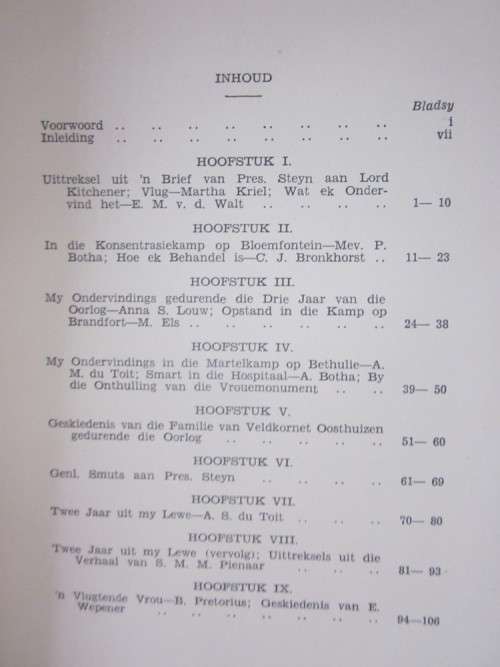 INHOUD
Bladsy
Voorwoord .. .. .. .. .. .. .. .. i
Inleiding .. .. .. .. .. .. .. .. vii
HOOFSTUK I.
Uittreksel uit 'n Brief van Pres. Steyn aan Lord
Kitchener; Vlug—Martha Kriel; Wat ek Onder-
vind het—E. M. v. d. Walt .. .. .. .. 1— 10
HOOFSTUK II.
In die Konsentrasiekamp op Bloemfontein—Mev. P.
Botha; Hoe ek Behandel is—C. J. Bronkhorst .. 11— 23
HOOFSTUK III.
My Ondervindings gedurende die Drie Jaar van die
Oorlog—Anna S. Louw; Opstand in die Kamp op
Brandfort—M. Els .. .. .. .. .. .. 24— 38
HOOFSTUK IV.
My Ondervindings in die Martelkamp op Bethulie—A.
M. du Toit; Smart in die Hospitaal—A. Botha; By
die Onthulling van die Vrouemonument .. .. 39— 50
HOOFSTUK V.
Geskiedenis van die Familie van Veldkornet Oosthuizen
gedurende die Oorlog .. .. .. .. .. 51— 60
HOOFSTUK VI.
Genl. Smuts aan Pres. Steyn .. .. .. .. 61— 69
HOOFSTUK VII.
Twee Jaar uit my Lewe—A. S. du Toit .. .. .. 70— 80
HOOFSTUK VIII.
Twee Jaar uit my Lewe (vervolg); Uittreksels uit die
Verhaal van S. M. M. Pienaar .. .. .. 81— 93
HOOFSTUK IX.
'n Vlugtende Vrou—B. Pretorius; Geskiedenis van E.
Wepener .. .. .. .. .. .. .. .. 94—106